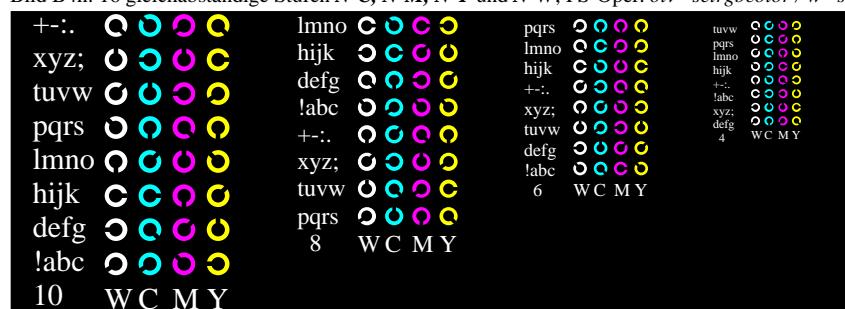 +-:.
xyz;
tuvw
pqrs
lmno
hijk
defg
!abc
10 W C M Y
lmno
hijk
defg
!abc
+-:.
xyz;
tuvw
pqrs
8 W C M Y
pqrs
lmno
hijk
+-:.
xyz;
tuvw
defg
!abc
6 W C M Y
tuvw
pqrs
lmno
hijk
+-:.
!abc
xyz;
defg
4 W C M Y